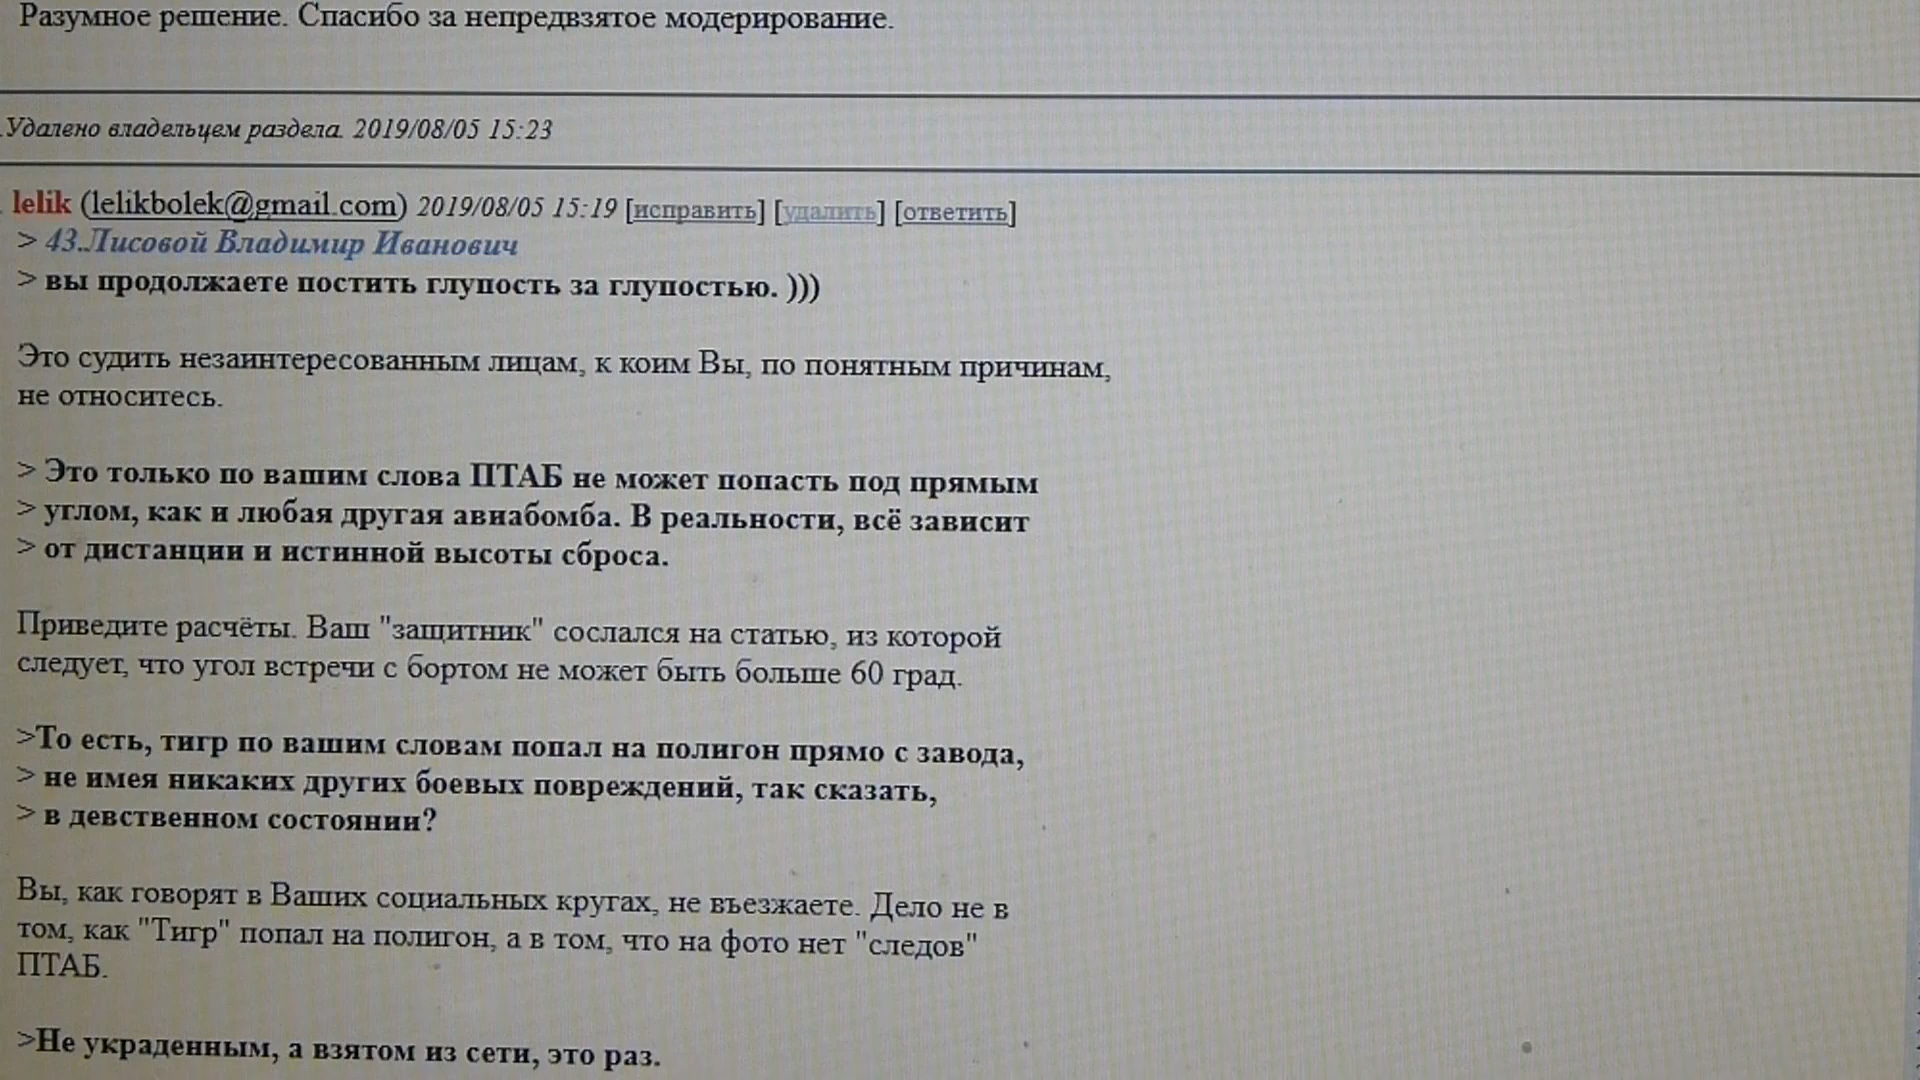 Разумное решение. Спасибо за непредвзятое модерирование.
.Удалено владельцем раздела. 2019/08/05 15:23
lelik (lelikbolek@gmail.com) 2019/08/05 15:19 [исправить] [удалить] [ответить]
> 43.Лисовой Владимир Иванович
> вы продолжаете постить глупость за глупостью. )))
Это судить незаинтересованным лицам, к коим Вы, по понятным причинам,
не относитесь.
> Это только по вашим слова ПТАБ не может попасть под прямым
> углом, как и любая другая авиабомба. В реальности, всё зависит
> от дистанции и истинной высоты сброса.
Приведите расчёты. Ваш "защитник" сослался на статью, из которой
следует, что угол встречи с бортом не может быть больше 60 град.
>То есть, тигр по вашим словам попал на полигон прямо с завода,
> не имея никаких других боевых повреждений, так сказать,
> в девственном состоянии?
Вы, как говорят в Ваших социальных кругах, не въезжаете. Дело не в
том, как "Тигр" попал на полигон, а в том, что на фото нет "следов"
ПТАБ.
>Не украденным, а взятом из сети, это раз.